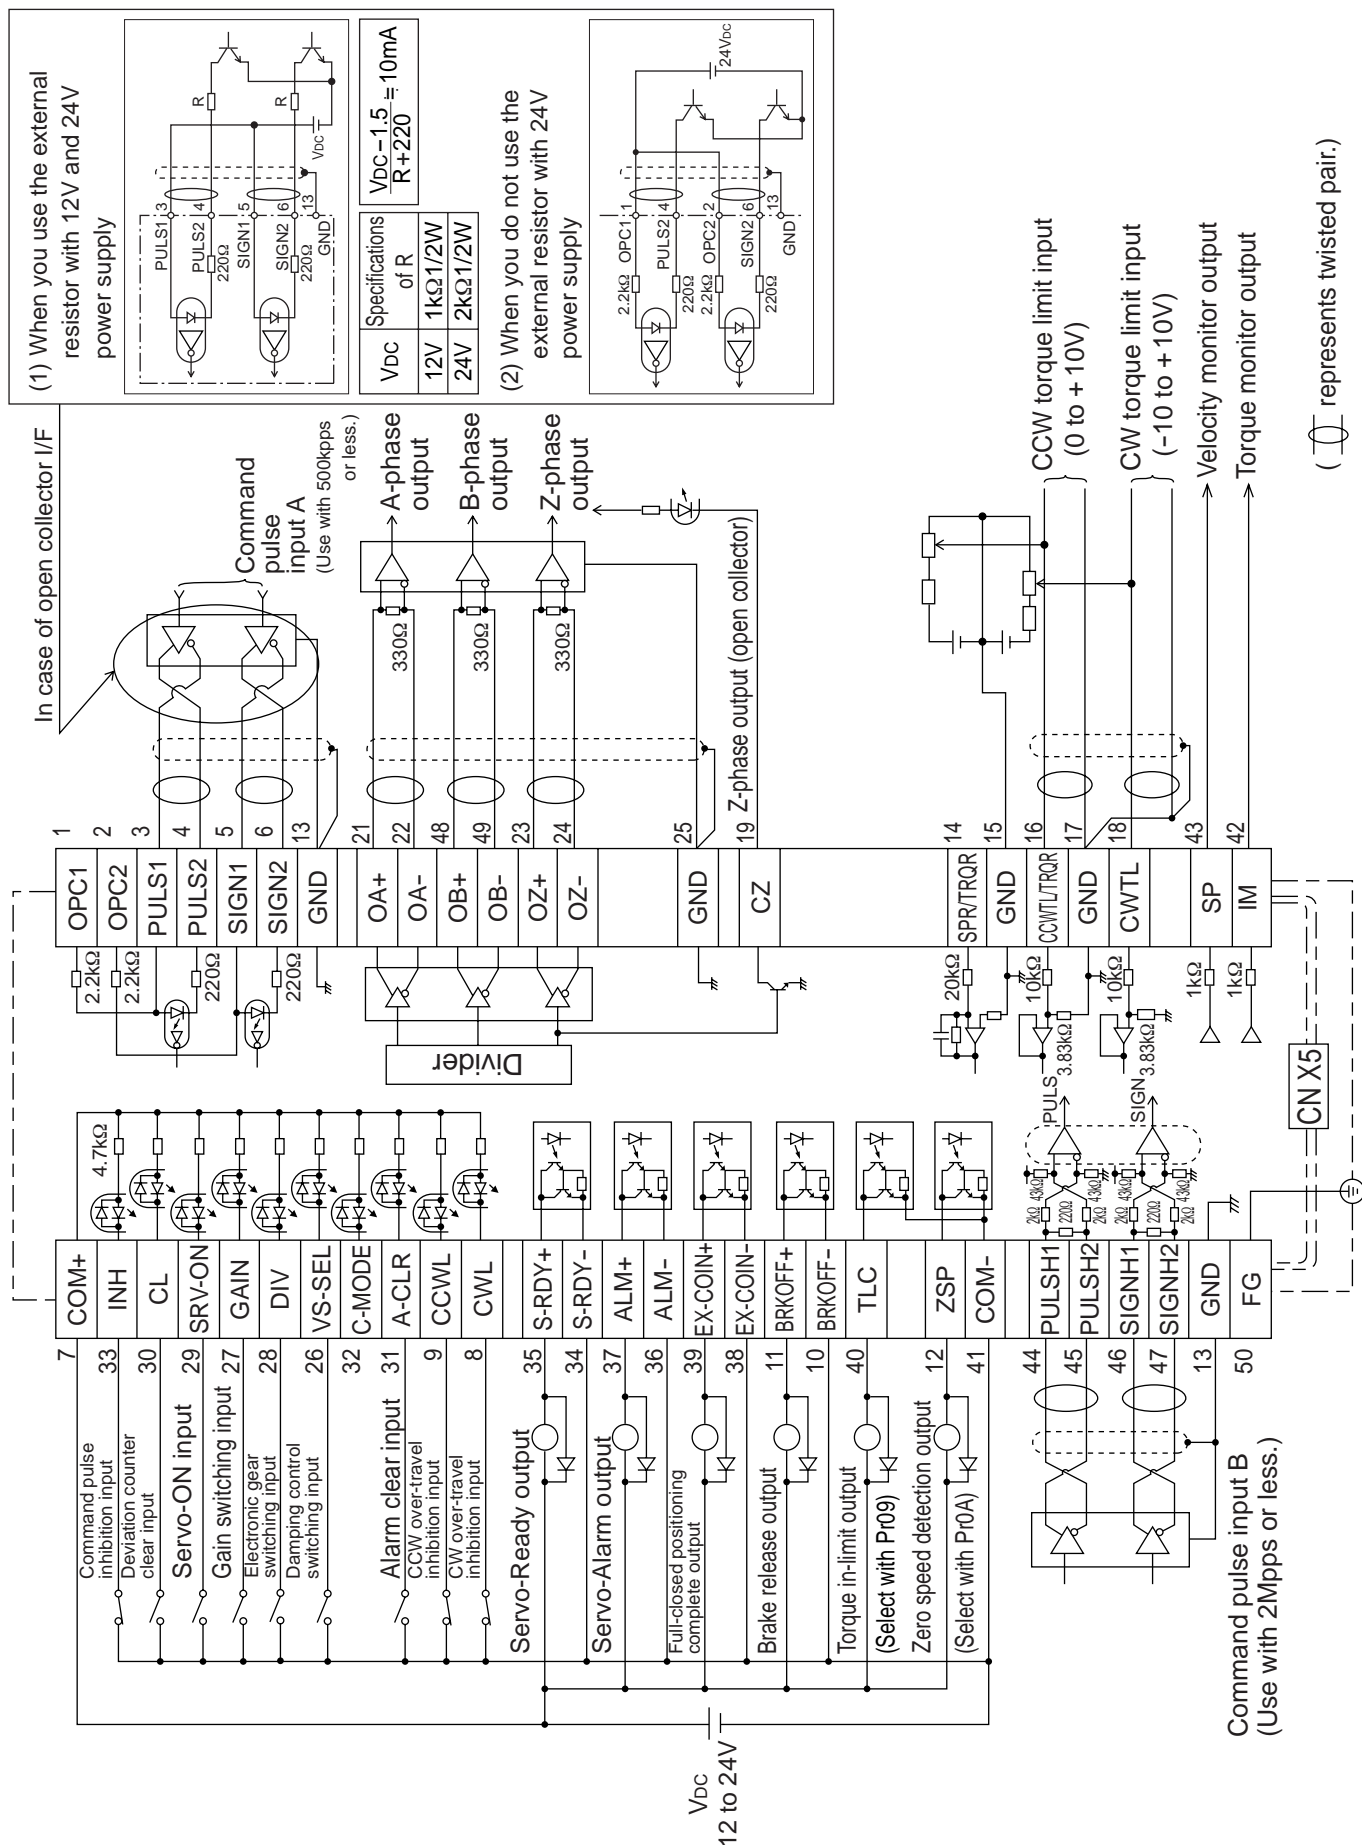 (1) When you use the external
resistor with 12V and 24V
power supply
PULS1 3
PULS2 4
220Ω
SIGN1 5
SIGN2 6
220Ω
13
GND
R
R
VDC
VDC Specifications of R
12V 1kΩ1/2W
24V 2kΩ1/2W
VDC – 1.5
R + 220
≒ 10mA
(2) When you do not use the
external resistor with 24V
power supply
2.2kΩ OPC1 1
PULS2 4
220Ω
2.2kΩ OPC2 2
SIGN2 6
220Ω
13
GND
24VDC
In case of open collector I/F
Command
pulse
input A
(Use with 500kpps
or less.)
A-phase
output
B-phase
output
Z-phase
output
330Ω
330Ω
330Ω
Z-phase output (open collector)
CCW torque limit input
(0 to + 10V)
CW torque limit input
(–10 to + 10V)
Velocity monitor output
Torque monitor output
( represents twisted pair.)
OPC1 1
OPC2 2
PULS1 3
PULS2 4
SIGN1 5
SIGN2 6
GND 13
OA+ 21
OA– 22
OB+ 48
OB– 49
OZ+ 23
OZ– 24
GND 25
CZ 19
SPR/TRQR 14
GND 15
CCWTL/TRQR 16
GND 17
CWTL 18
SP 43
IM 42
2.2kΩ
2.2kΩ
220Ω
220Ω
Divider
20kΩ
10kΩ
3.83kΩ
10kΩ
3.83kΩ
1kΩ
1kΩ
CN X5
4.7kΩ
PULS
SIGN
2kΩ
43kΩ
220Ω
2kΩ
43kΩ
2kΩ
43kΩ
220Ω
2kΩ
43kΩ
7 COM+
33 INH
30 CL
29 SRV-ON
27 GAIN
28 DIV
26 VS-SEL
32 C-MODE
31 A-CLR
9 CCWL
8 CWL
35 S-RDY+
34 S-RDY–
37 ALM+
36 ALM–
39 EX-COIN+
38 EX-COIN–
11 BRKOFF+
10 BRKOFF–
40 TLC
12 ZSP
41 COM–
44 PULSH1
45 PULSH2
46 SIGNH1
47 SIGNH2
13 GND
50 FG
Command pulse
inhibition input
Deviation counter
clear input
Servo-ON input
Gain switching input
Electronic gear
switching input
Damping control
switching input
Alarm clear input
CCW over-travel
inhibition input
CW over-travel
inhibition input
Servo-Ready output
Servo-Alarm output
Full-closed positioning
complete output
Brake release output
Torque in-limit output
(Select with Pr09)
Zero speed detection output
(Select with Pr0A)
VDC
12 to 24V
Command pulse input B
(Use with 2Mpps or less.)